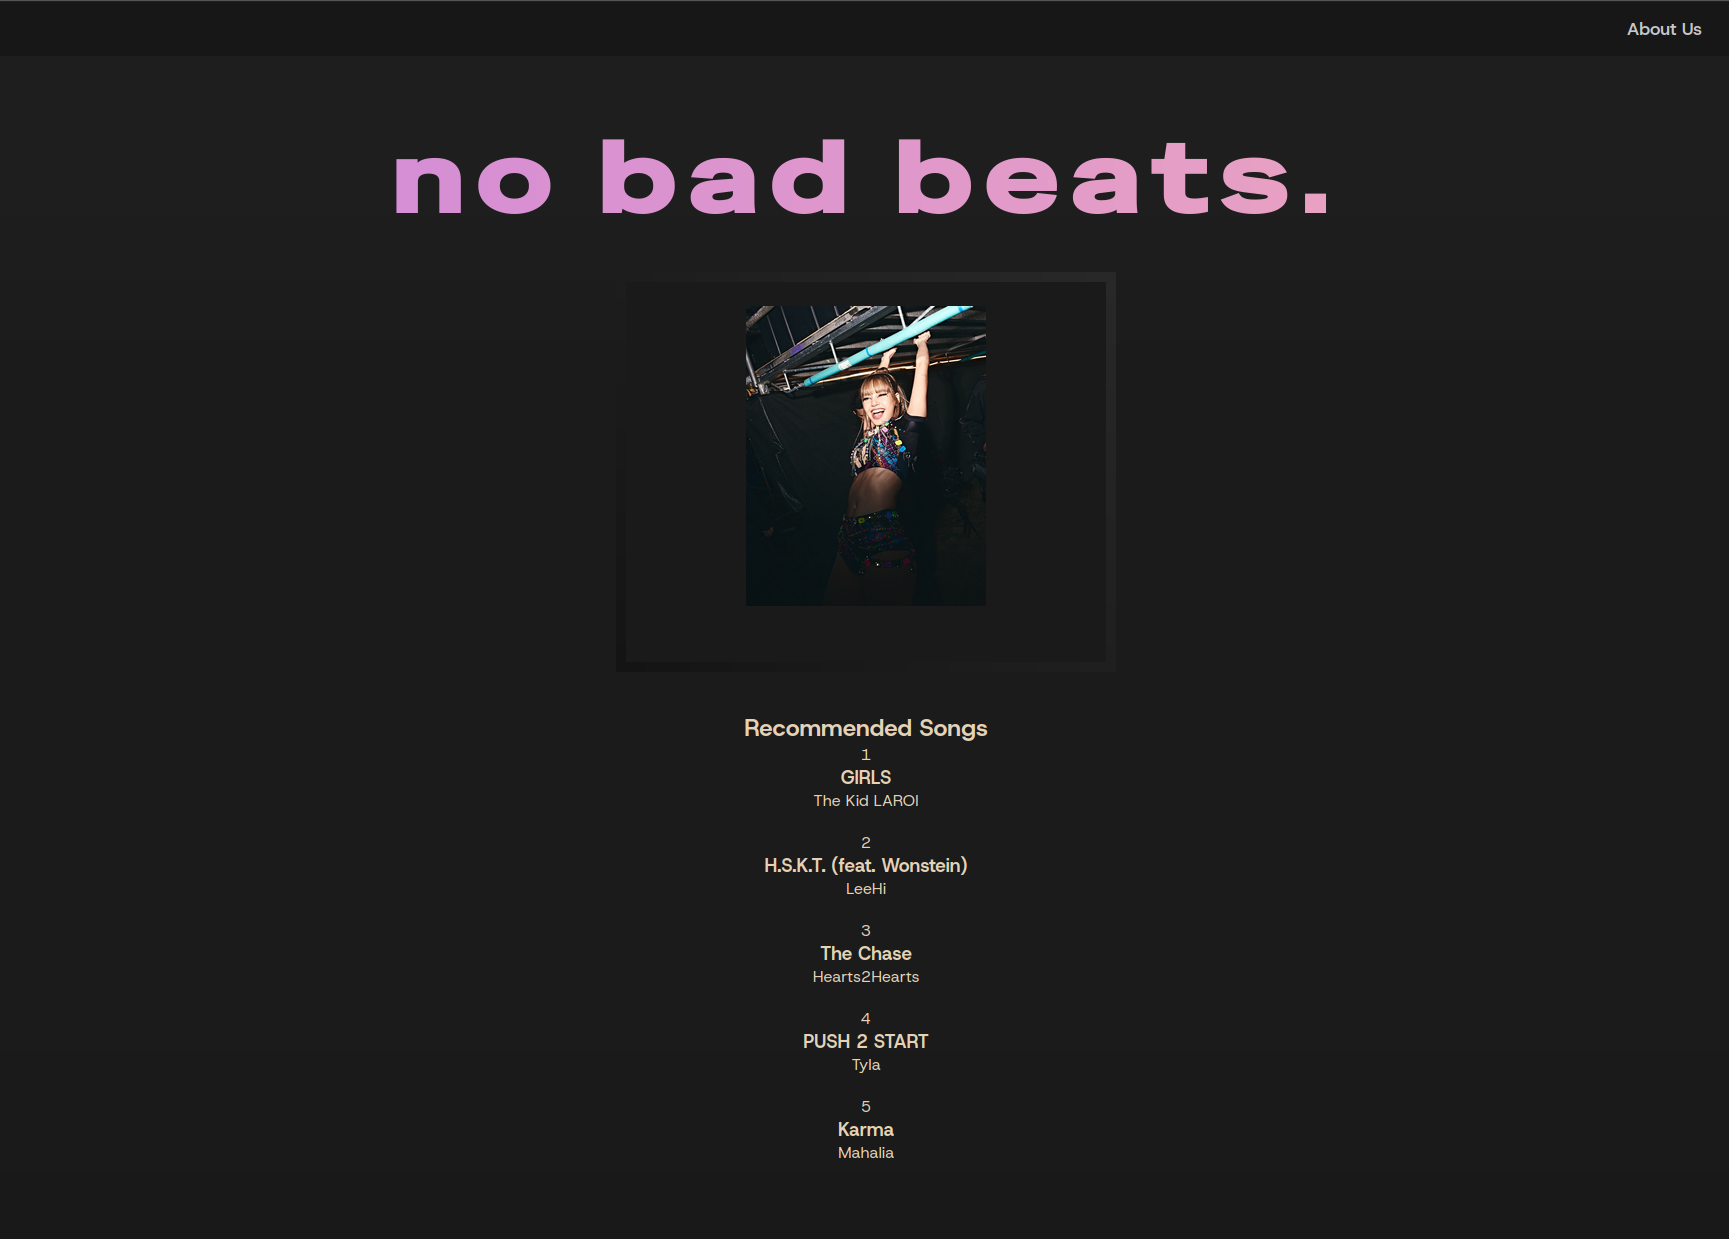 About Us
no bad beats.
Recommended Songs
1
GIRLS
The Kid LAROI
2
H.S.K.T. (feat. Wonstein)
LeeHi
3
The Chase
Hearts2Hearts
4
PUSH 2 START
Tyla
5
Karma
Mahalia